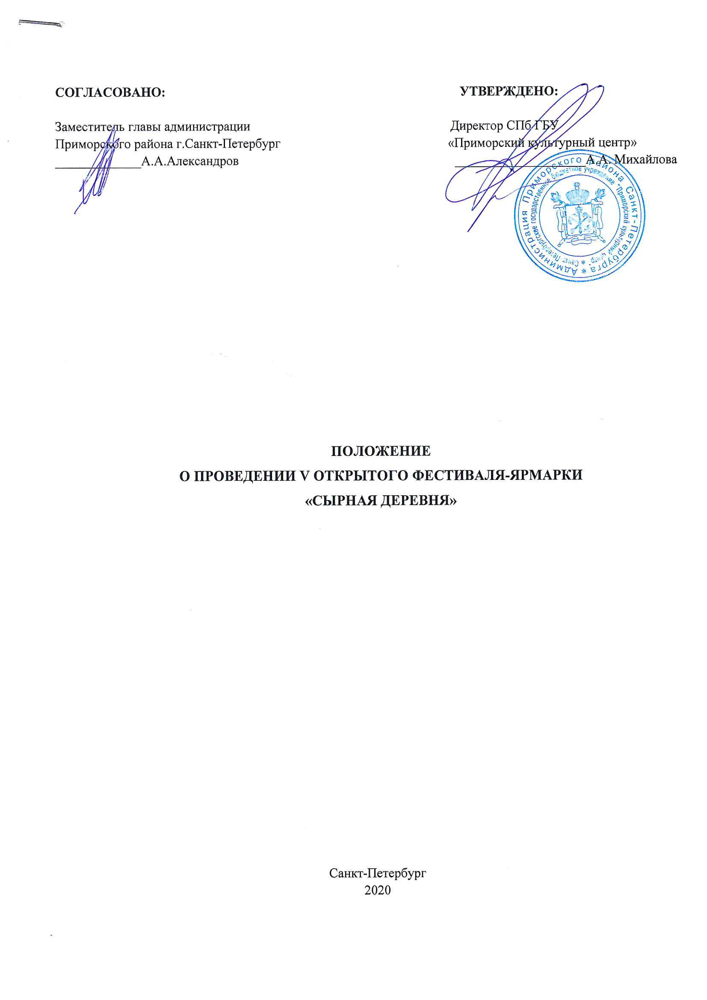 СОГЛАСОВАНО:
Заместитель главы администрации
Приморского района г.Санкт-Петербург
_____________А.А.Александров
УТВЕРЖДЕНО:
Директор СПб ГБУ
«Приморский культурный центр»
____________________А.А. Михайлова
Администрация Приморского района Санкт-Петербурга *
Санкт-Петербургское государственное бюджетное учреждение "Приморский культурный центр" *
ПОЛОЖЕНИЕ
О ПРОВЕДЕНИИ V ОТКРЫТОГО ФЕСТИВАЛЯ-ЯРМАРКИ
«СЫРНАЯ ДЕРЕВНЯ»
Санкт-Петербург
2020